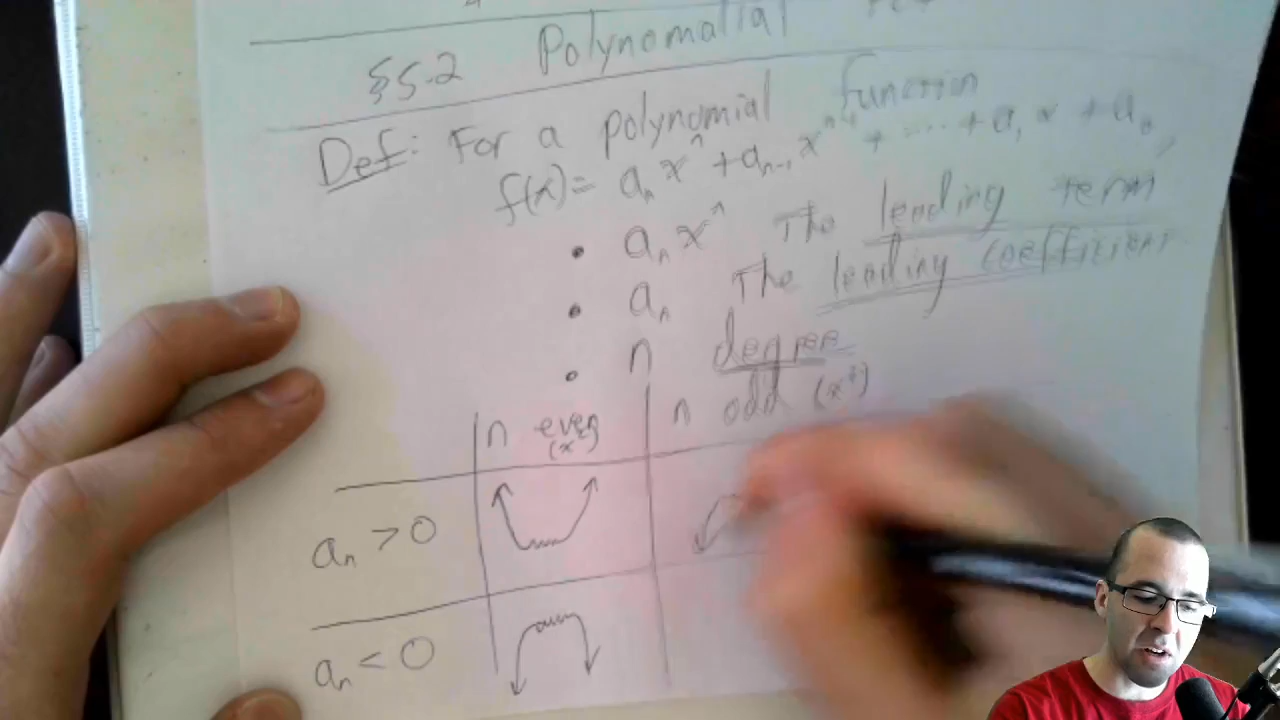 §5.2 Polynomatial
Def: For a polynomial function
f(x) = aₙxⁿ + aₙ₋₁xⁿ⁻¹ + ... + a₁x + a₀,
• aₙxⁿ The leading term
• aₙ The leading coefficient
• n degree
n even n odd (x³)
(x²)
aₙ > 0
aₙ < 0